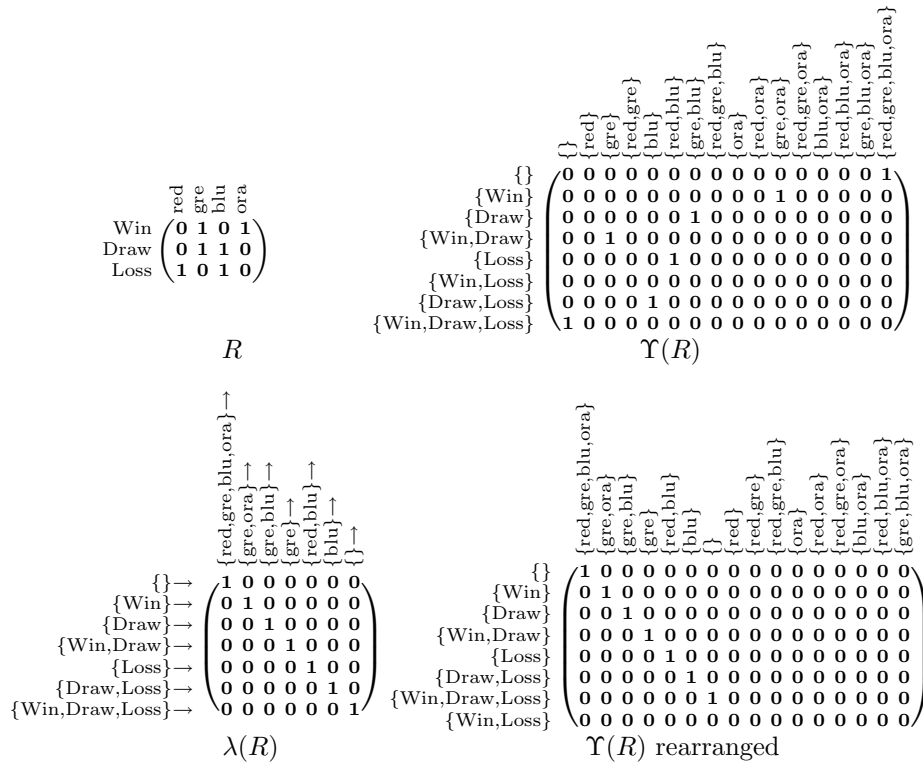 red
gre
blu
ora
Win 0 1 0 1
Draw 0 1 1 0
Loss 1 0 1 0
R
{}
{red}
{gre}
{red,gre}
{blu}
{red,blu}
{gre,blu}
{red,gre,blu}
{ora}
{red,ora}
{gre,ora}
{red,gre,ora}
{blu,ora}
{red,blu,ora}
{gre,blu,ora}
{red,gre,blu,ora}
{} 0 0 0 0 0 0 0 0 0 0 0 0 0 0 0 1
{Win} 0 0 0 0 0 0 0 0 0 0 1 0 0 0 0 0
{Draw} 0 0 0 0 0 0 1 0 0 0 0 0 0 0 0 0
{Win,Draw} 0 0 1 0 0 0 0 0 0 0 0 0 0 0 0 0
{Loss} 0 0 0 0 0 1 0 0 0 0 0 0 0 0 0 0
{Win,Loss} 0 0 0 0 0 0 0 0 0 0 0 0 0 0 0 0
{Draw,Loss} 0 0 0 0 1 0 0 0 0 0 0 0 0 0 0 0
{Win,Draw,Loss} 1 0 0 0 0 0 0 0 0 0 0 0 0 0 0 0
Υ(R)
{red,gre,blu,ora}→
{gre,ora}→
{gre,blu}→
{gre}→
{red,blu}→
{blu}→
{}→
{}→ 1 0 0 0 0 0 0
{Win}→ 0 1 0 0 0 0 0
{Draw}→ 0 0 1 0 0 0 0
{Win,Draw}→ 0 0 0 1 0 0 0
{Loss}→ 0 0 0 0 1 0 0
{Draw,Loss}→ 0 0 0 0 0 1 0
{Win,Draw,Loss}→ 0 0 0 0 0 0 1
λ(R)
{red,gre,blu,ora}
{gre,ora}
{gre,blu}
{gre}
{red,blu}
{blu}
{}
{red}
{red,gre}
{red,gre,blu}
{ora}
{red,ora}
{red,gre,ora}
{blu,ora}
{red,blu,ora}
{gre,blu,ora}
{} 1 0 0 0 0 0 0 0 0 0 0 0 0 0 0 0
{Win} 0 1 0 0 0 0 0 0 0 0 0 0 0 0 0 0
{Draw} 0 0 1 0 0 0 0 0 0 0 0 0 0 0 0 0
{Win,Draw} 0 0 0 1 0 0 0 0 0 0 0 0 0 0 0 0
{Loss} 0 0 0 0 1 0 0 0 0 0 0 0 0 0 0 0
{Draw,Loss} 0 0 0 0 0 1 0 0 0 0 0 0 0 0 0 0
{Win,Draw,Loss} 0 0 0 0 0 0 1 0 0 0 0 0 0 0 0 0
{Win,Loss} 0 0 0 0 0 0 0 0 0 0 0 0 0 0 0 0
Υ(R) rearranged